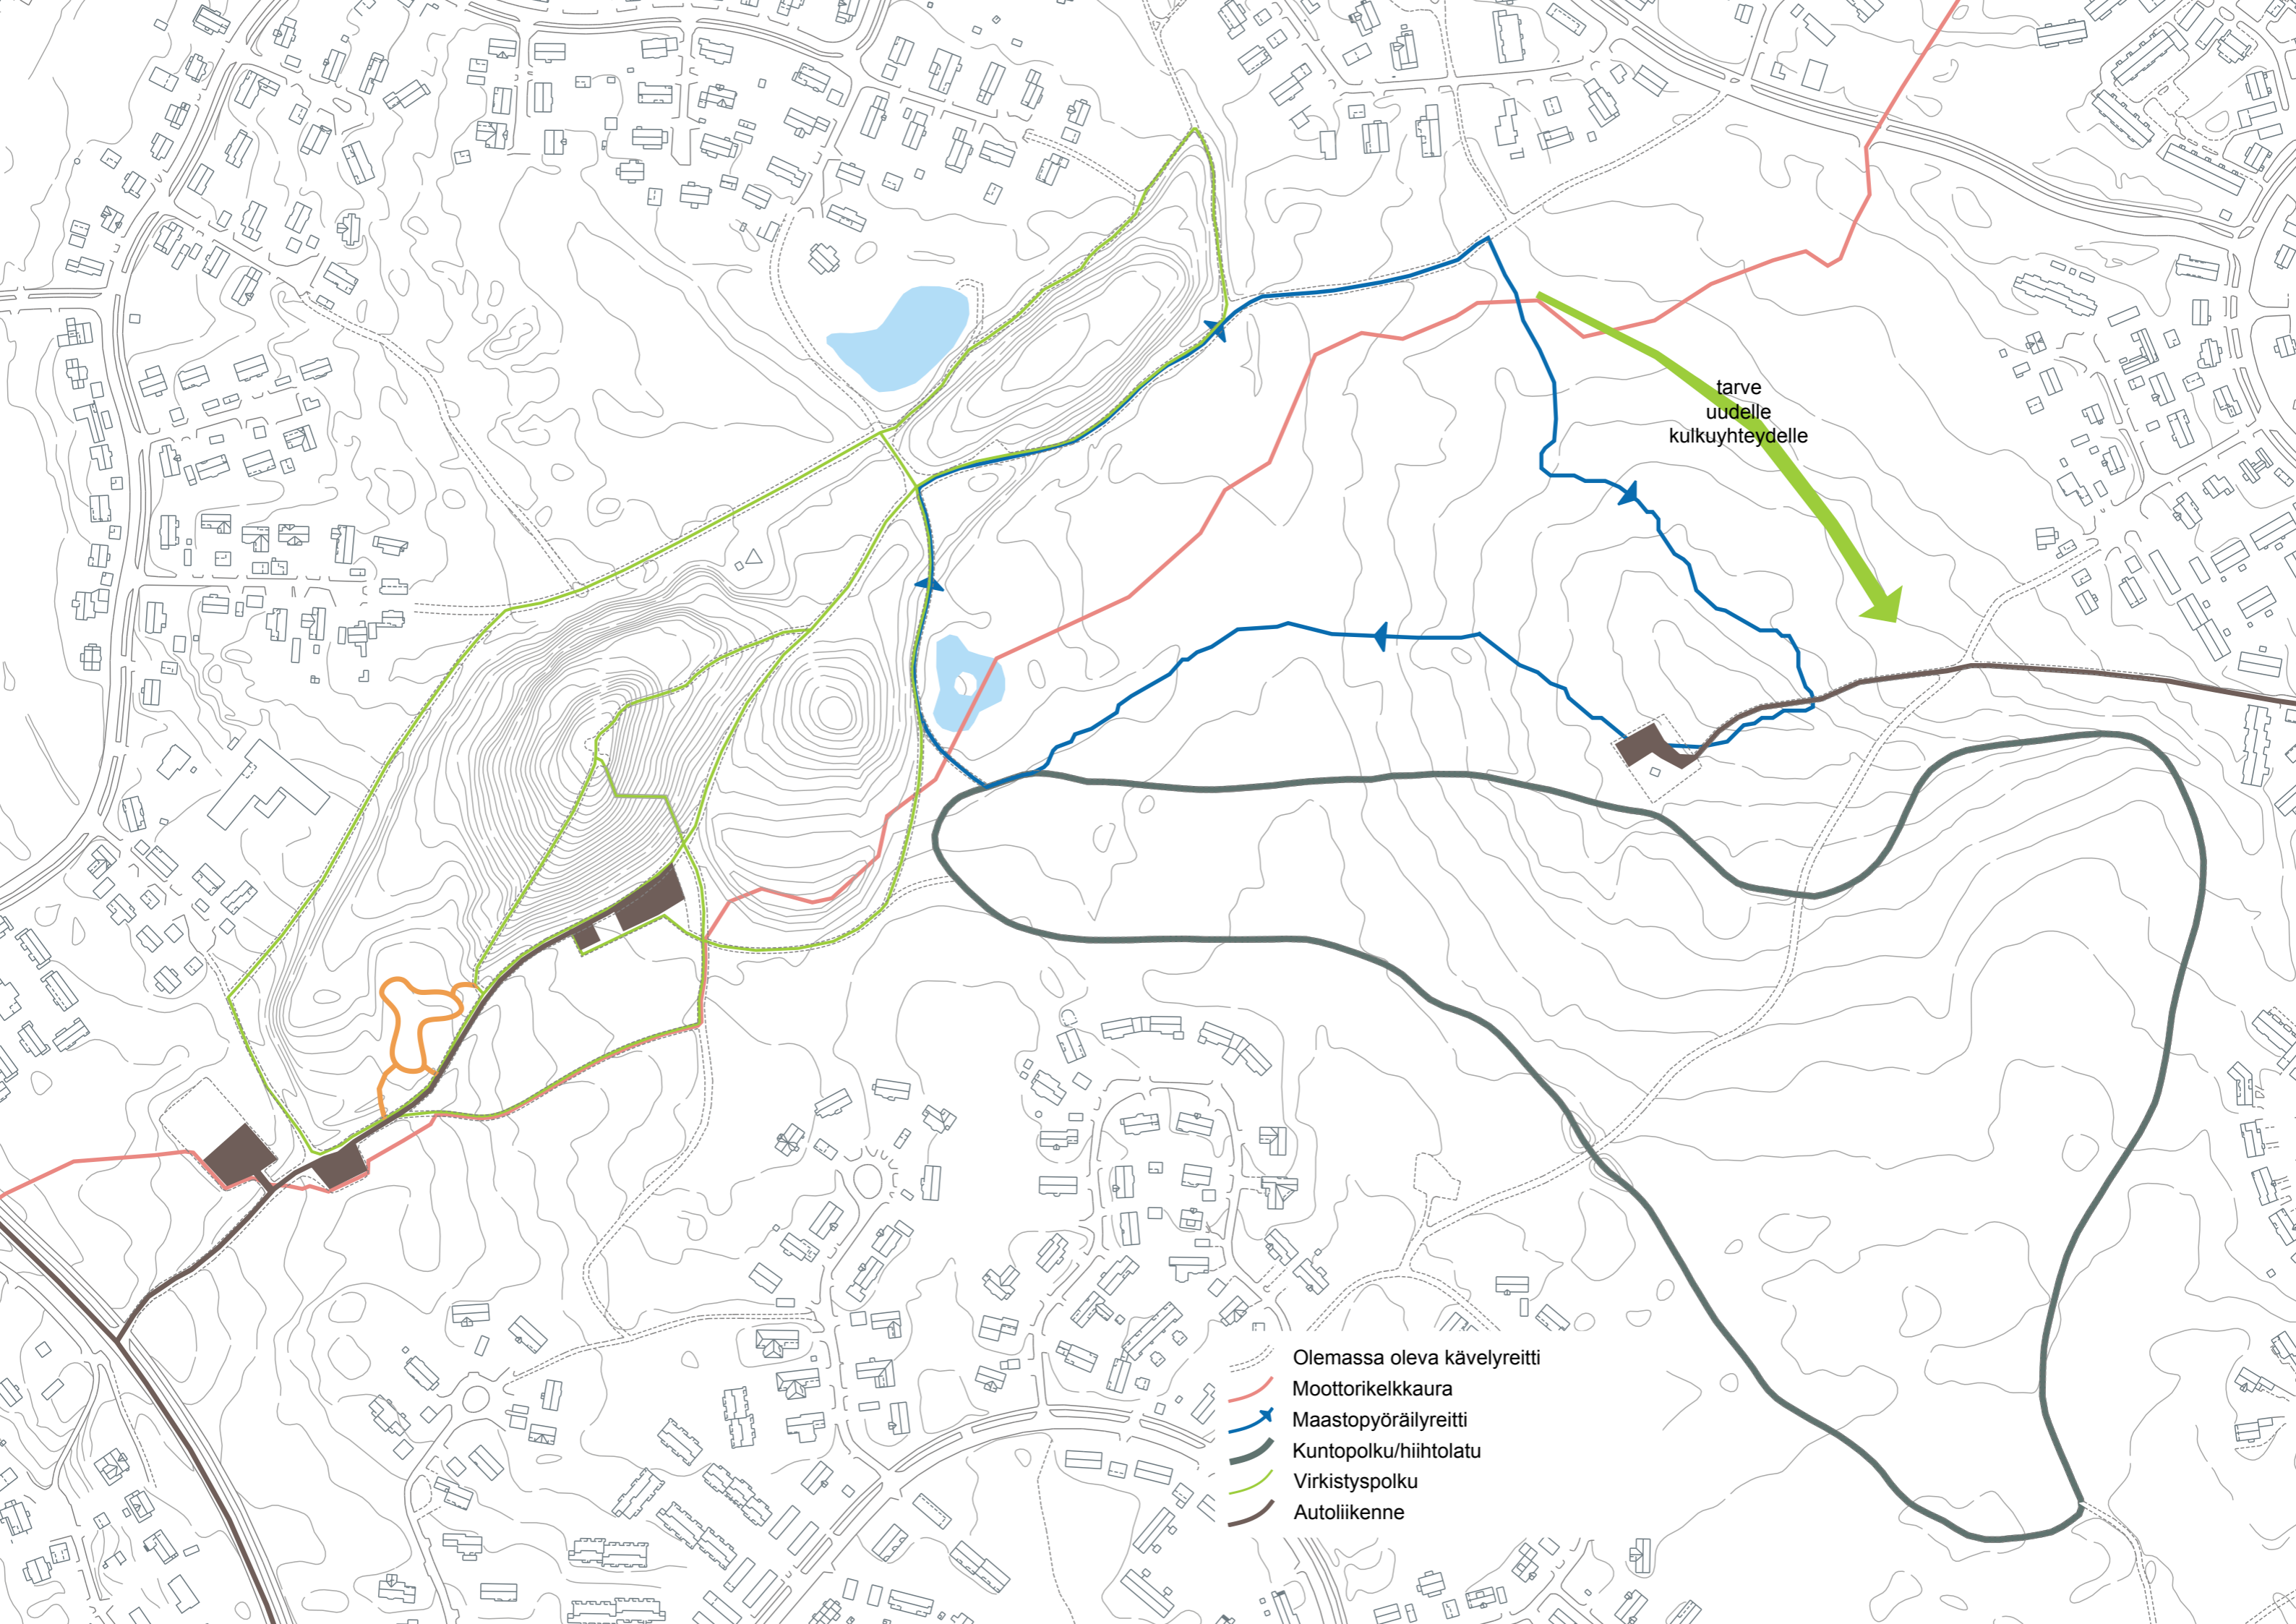 tarve
uudelle
kulkuyhteydelle
Olemassa oleva kävelyreitti
Moottorikelkkaura
Maastopyöräilyreitti
Kuntopolku/hiihtolatu
Virkistyspolku
Autoliikenne